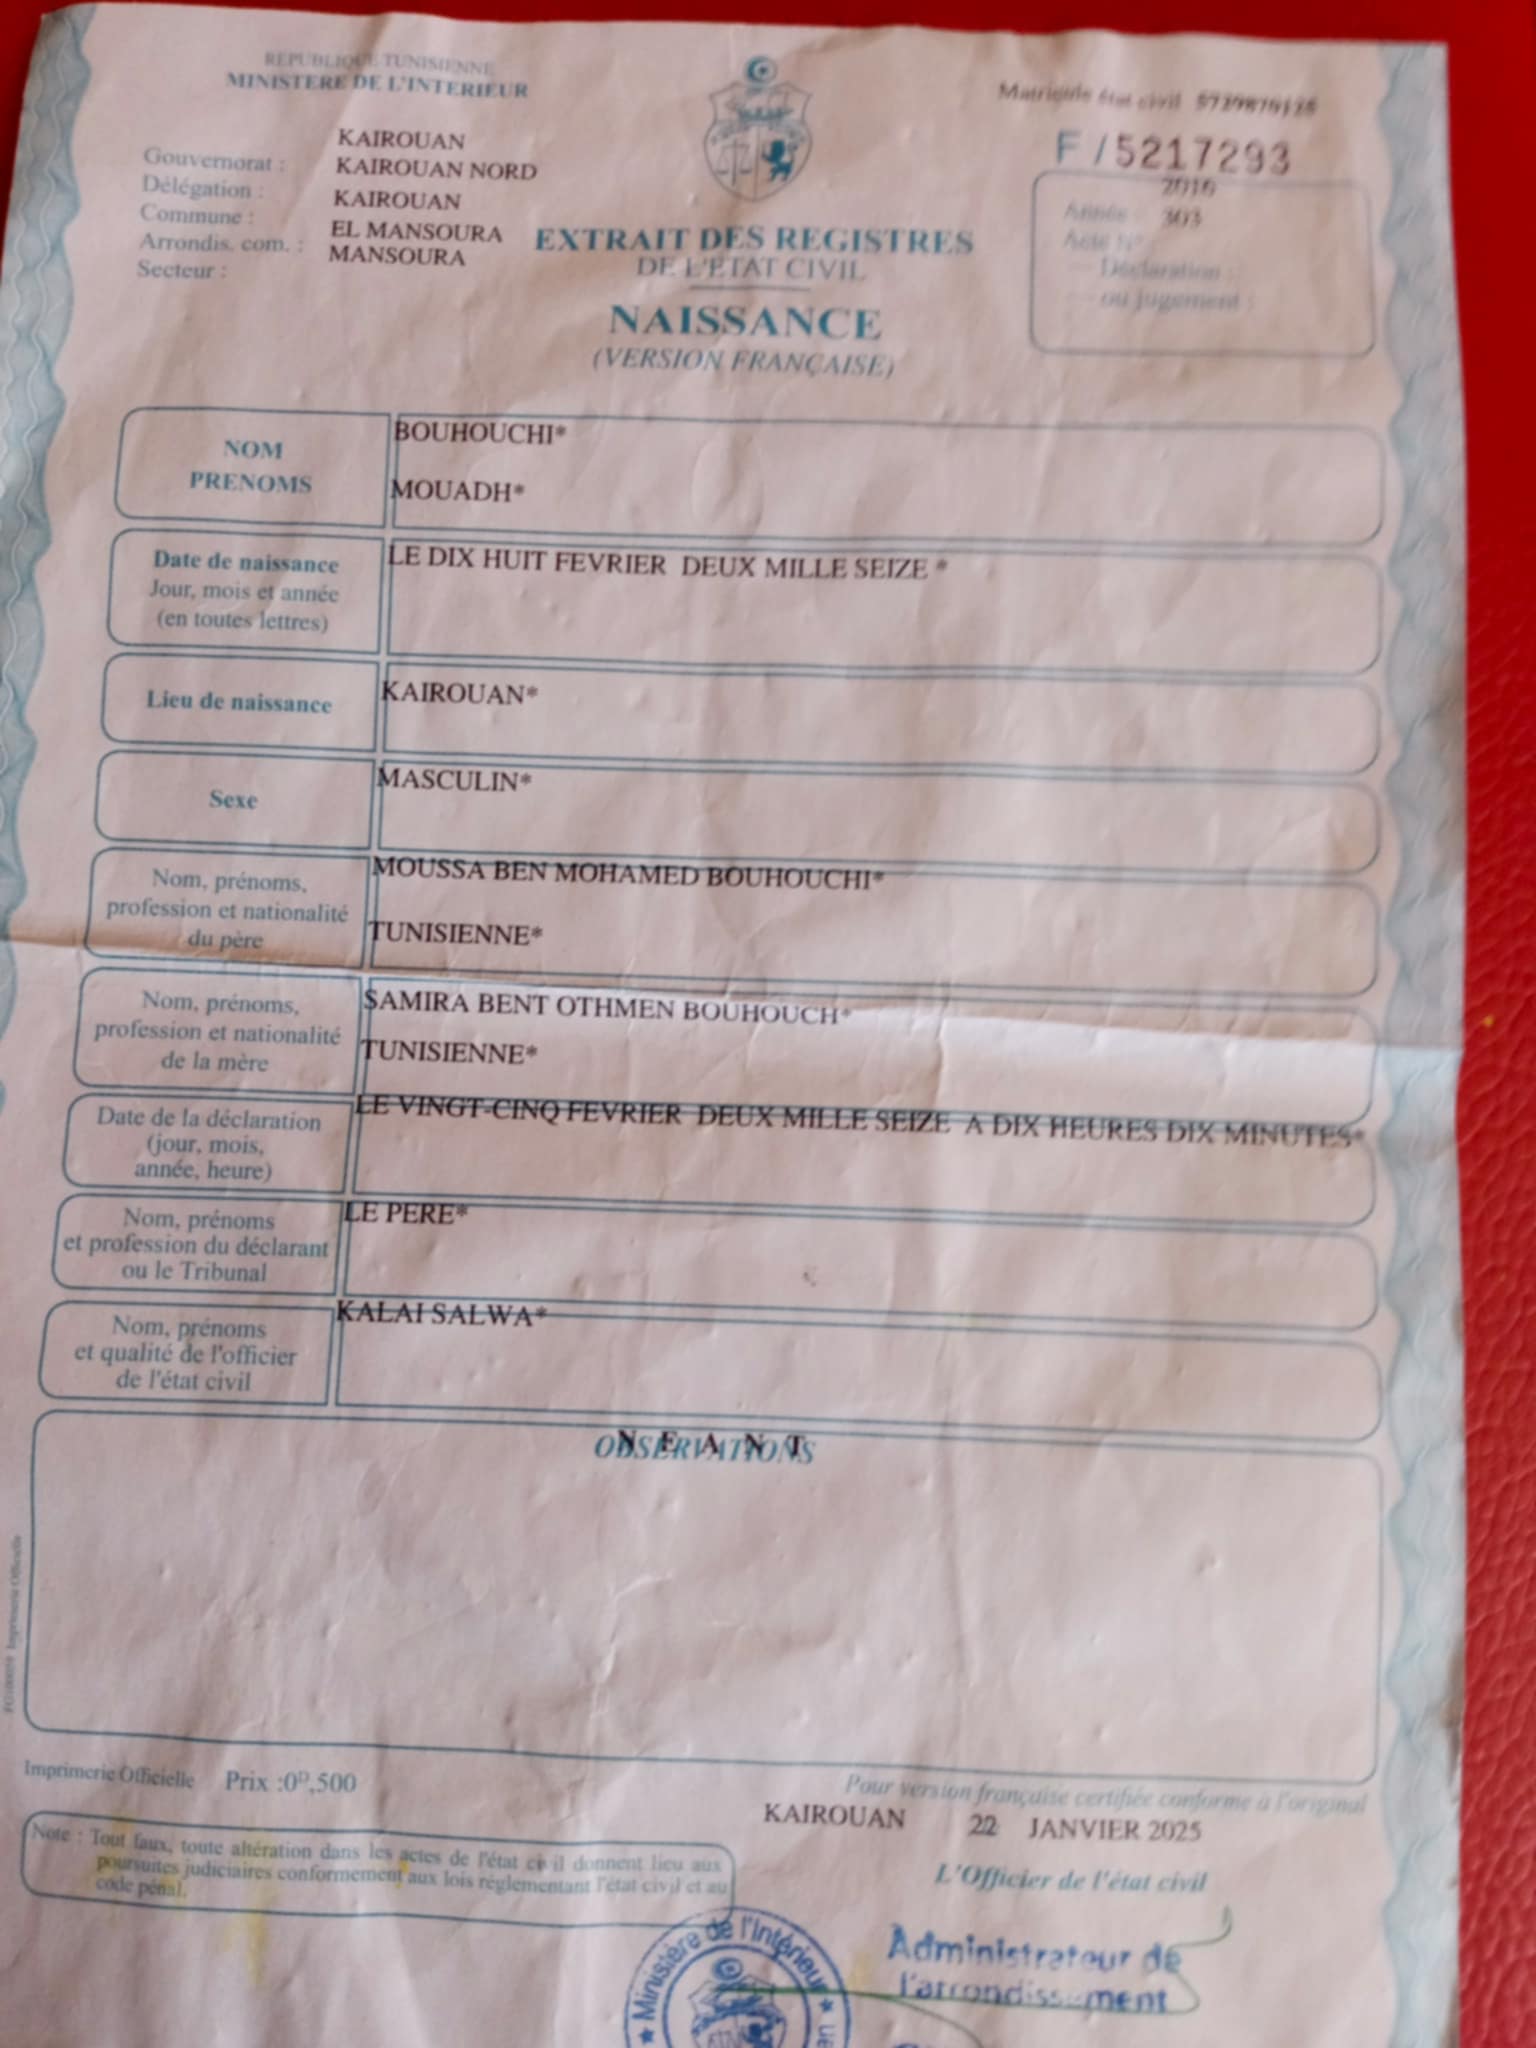 REPUBLIQUE TUNISIENNE
MINISTERE DE L'INTERIEUR
Matricule état civil
F / 5217293
Gouvernorat : KAIROUAN
Délégation : KAIROUAN NORD
Commune : KAIROUAN
Arrondis. com. : EL MANSOURA
Secteur : MANSOURA
2016
Année : 303
Acte N°
Déclaration :
ou jugement :
EXTRAIT DES REGISTRES
DE L'ETAT CIVIL
NAISSANCE
(VERSION FRANÇAISE)
NOM
PRENOMS
BOUHOUCHI*
MOUADH*
Date de naissance
Jour, mois et année
(en toutes lettres)
LE DIX HUIT FEVRIER DEUX MILLE SEIZE *
Lieu de naissance
KAIROUAN*
Sexe
MASCULIN*
Nom, prénoms,
profession et nationalité
du père
MOUSSA BEN MOHAMED BOUHOUCHI*
TUNISIENNE*
Nom, prénoms,
profession et nationalité
de la mère
SAMIRA BENT OTHMEN BOUHOUCH*
TUNISIENNE*
Date de la déclaration
(jour, mois,
année, heure)
LE VINGT-CINQ FEVRIER DEUX MILLE SEIZE A DIX HEURES DIX MINUTES*
Nom, prénoms
et profession du déclarant
ou le Tribunal
LE PERE*
Nom, prénoms
et qualité de l'officier
de l'état civil
KALAI SALWA*
OBSERVATIONS
N E A N T
Imprimerie Officielle
Imprimerie Officielle Prix :0ᴰ,500
Pour version française certifiée conforme à l'original
KAIROUAN 22 JANVIER 2025
Note : Tout faux, toute altération dans les actes de l'état civil donnent lieu aux
poursuites judiciaires conformement aux lois réglementant l'état civil et au
code pénal.
L'Officier de l'état civil
Administrateur de
l'arrondissement
★ Ministère de l'Intérieur ★